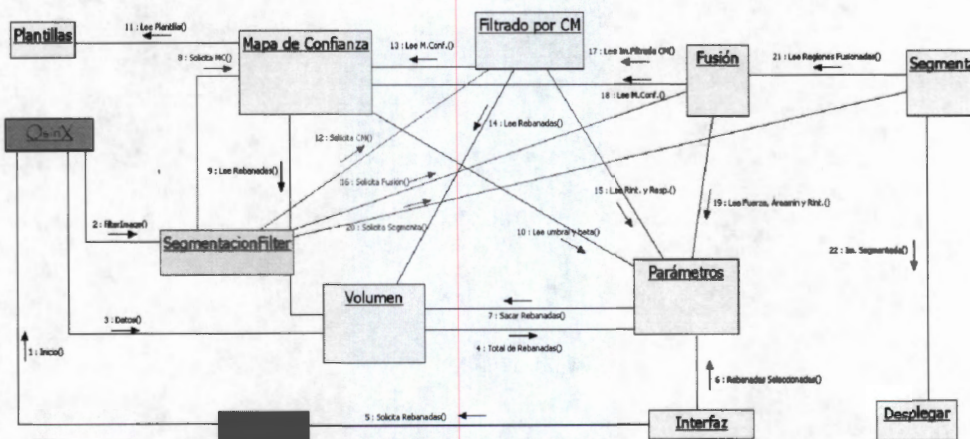 11 : Lee Plantilla()
Plantillas
Mapa de Confianza
8 : Solicita MC()
13 : Lee M.Conf.()
Filtrado por CM
17 : Lee Im.Filtrada CM()
Fusión
18 : Lee M.Conf.()
21 : Lee Regiones Fusionadas()
Segmenta
14 : Lee Rebanadas()
12 : Solicita CM()
9 : Lee Rebanadas()
16 : Solicita Fusion()
15 : Lee Rint. y Resp.()
19 : Lee Fuerza, Áreamin y Rint.()
2 : FilterImage()
SegmentacionFilter
20 : Solicita Segmenta()
10 : Lee umbral y beta()
22 : Im. Segmentada()
Parámetros
Volumen
3 : Datos()
7 : Sacar Rebanadas()
4 : Total de Rebanadas()
1 : Inicio()
6 : Rebanadas Seleccionadas()
5 : Solicita Rebanadas()
Interfaz
Desplegar